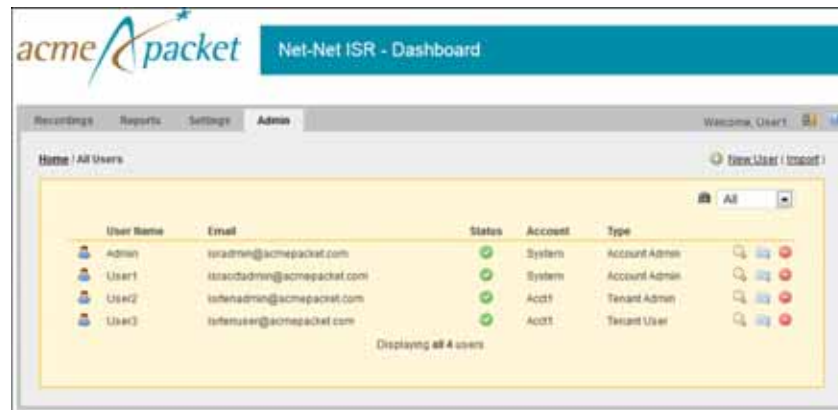 acme packet
Net-Net ISR - Dashboard
Recordings Reports Settings Admin Welcome, User1
Home / All Users New User | Import |
All
User Name Email Status Account Type
Admin isradmin@acmepacket.com System Account Admin
User1 isracctadmin@acmepacket.com System Account Admin
User2 isrtenadmin@acmepacket.com Acct1 Tenant Admin
User3 isrtenuser@acmepacket.com Acct1 Tenant User
Displaying all 4 users